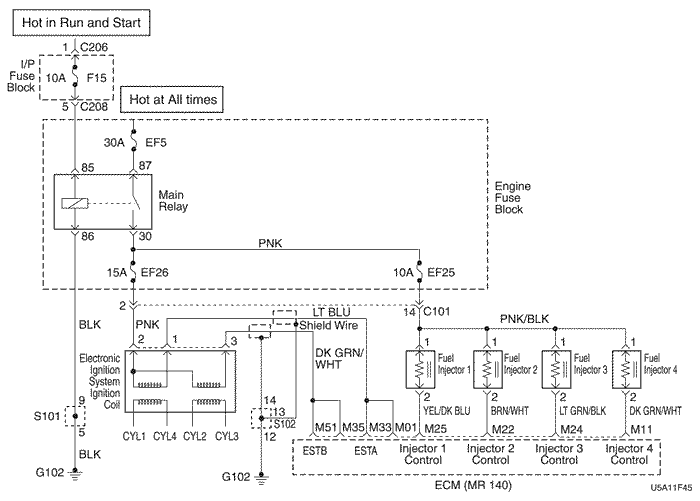 Hot in Run and Start
1 C206
I/P
Fuse
Block
10A F15
5 C208
Hot at All times
30A EF5
85 87
Main
Relay
Engine
Fuse
Block
86 30
PNK
15A EF26
10A EF25
2
14 C101
LT BLU
Shield Wire
PNK/BLK
BLK
PNK
2 1 3
DK GRN/
WHT
Electronic
Ignition
System
Ignition
Coil
1 1 1 1
Fuel
Injector 1
Fuel
Injector 2
Fuel
Injector 3
Fuel
Injector 4
2 2 2 2
YEL/DK BLU
BRN/WHT
LT GRN/BLK
DK GRN/WHT
9
S101
5
14
13
S102
12
CYL1 CYL4 CYL2 CYL3
M51 M35 M33 M01 M25 M22 M24 M11
BLK
ESTB
ESTA
Injector 1
Control
Injector 2
Control
Injector 3
Control
Injector 4
Control
G102
G102
ECM (MR 140)
U5A11F45